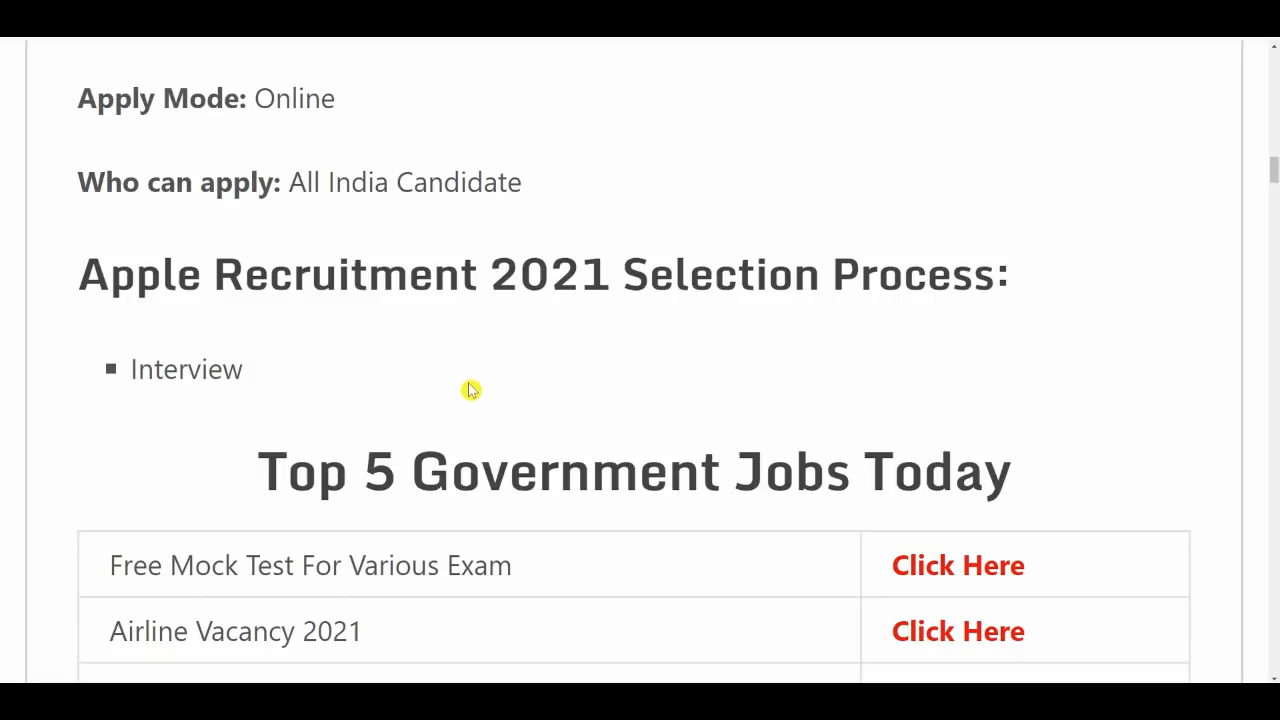 Apply Mode: Online
Who can apply: All India Candidate
Apple Recruitment 2021 Selection Process:
Interview
Top 5 Government Jobs Today
Free Mock Test For Various Exam Click Here
Airline Vacancy 2021 Click Here